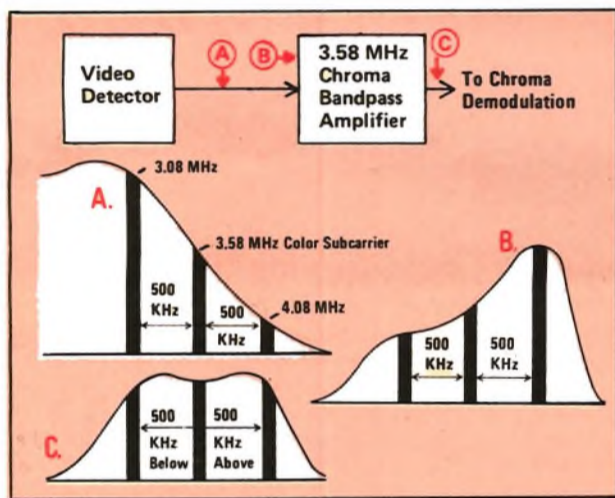 Video
Detector
A
B
3.58 MHz
Chroma
Bandpass
Amplifier
C
To Chroma
Demodulation
A.
3.08 MHz
3.58 MHz Color Subcarrier
4.08 MHz
500
KHz
500
KHz
B.
500
KHz
500
KHz
C.
500
KHz
Below
500
KHz
Above